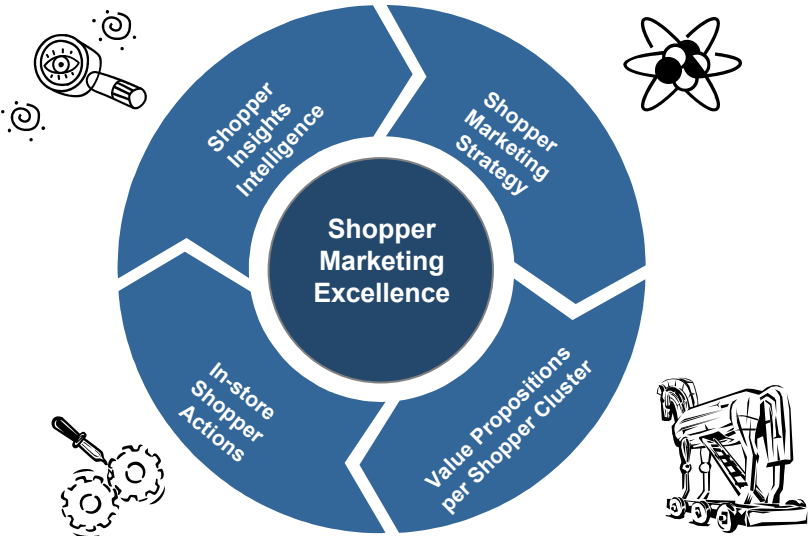 Shopper
Insights
Intelligence
Shopper
Marketing
Strategy
Shopper
Marketing
Excellence
In-store
Shopper
Actions
Value Propositions
per Shopper Cluster